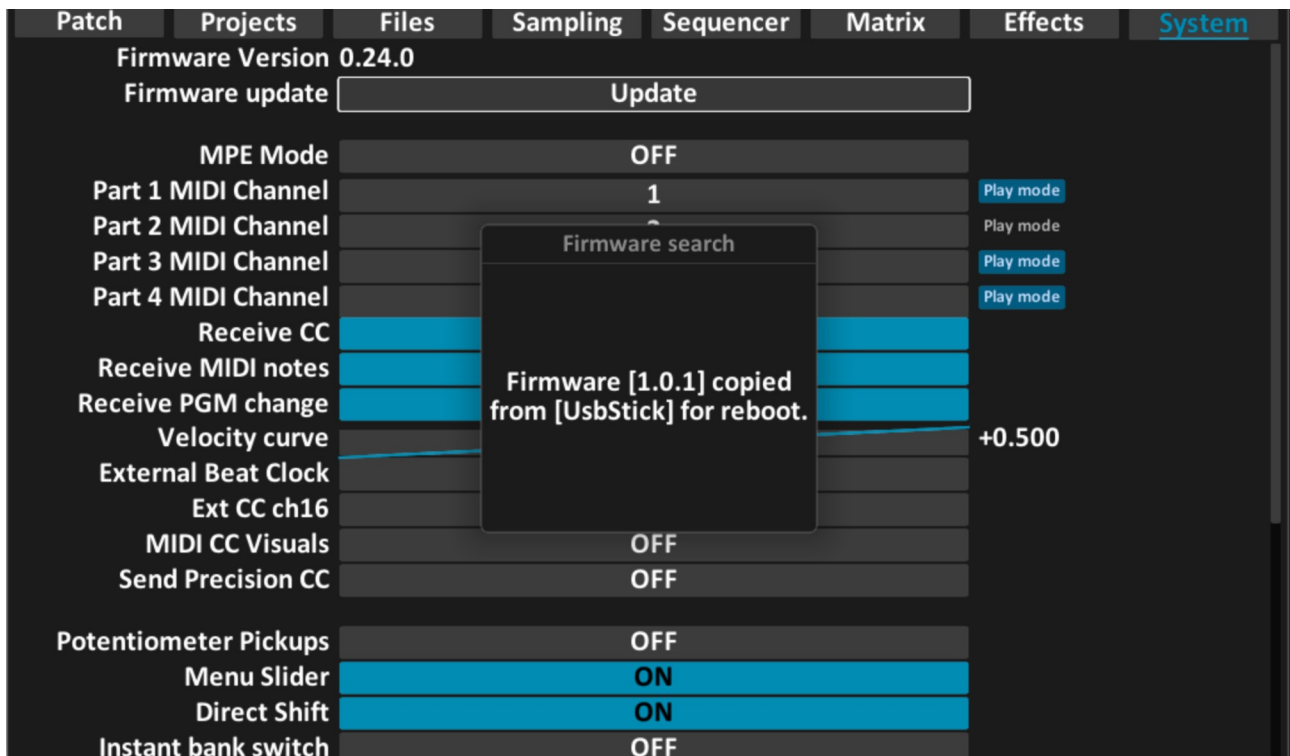 Patch Projects Files Sampling Sequencer Matrix Effects System
Firmware Version 0.24.0
Firmware update Update
MPE Mode OFF
Part 1 MIDI Channel 1 Play mode
Part 2 MIDI Channel Play mode
Part 3 MIDI Channel Play mode
Part 4 MIDI Channel Play mode
Receive CC
Receive MIDI notes
Receive PGM change
Velocity curve +0.500
External Beat Clock
Ext CC ch16
MIDI CC Visuals OFF
Send Precision CC OFF
Potentiometer Pickups OFF
Menu Slider ON
Direct Shift ON
Instant bank switch OFF
Firmware search
Firmware [1.0.1] copied
from [UsbStick] for reboot.